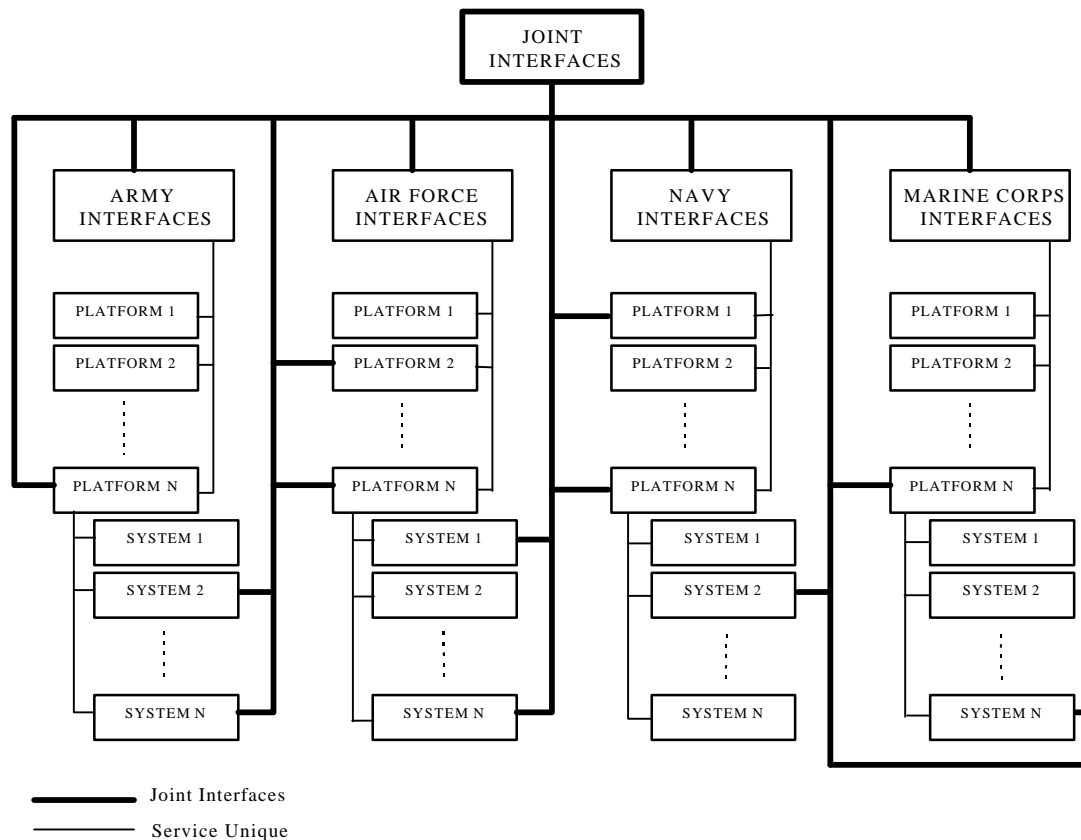 JOINT
INTERFACES
ARMY
INTERFACES
AIR FORCE
INTERFACES
NAVY
INTERFACES
MARINE CORPS
INTERFACES
PLATFORM 1
PLATFORM 1
PLATFORM 1
PLATFORM 1
PLATFORM 2
PLATFORM 2
PLATFORM 2
PLATFORM 2
PLATFORM N
PLATFORM N
PLATFORM N
PLATFORM N
SYSTEM 1
SYSTEM 1
SYSTEM 1
SYSTEM 1
SYSTEM 2
SYSTEM 2
SYSTEM 2
SYSTEM 2
SYSTEM N
SYSTEM N
SYSTEM N
SYSTEM N
Joint Interfaces
Service Unique